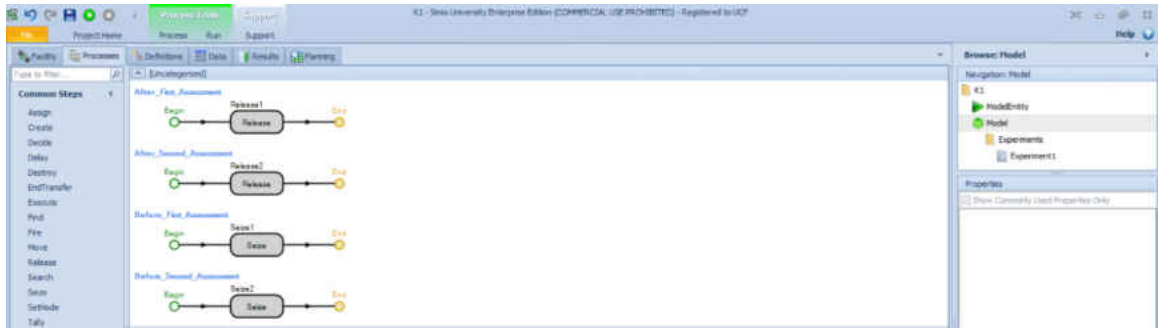 K1 - Simio University Enterprise Edition (COMMERCIAL USE PROHIBITED) - Registered to UCF
Process Tools
Support
File
Project Home
Process
Run
Support
Help
Facility
Processes
Definitions
Data
Results
Planning
Browse: Model
Type to filter...
[Uncategorized]
Navigation: Model
Common Steps
Assign
Create
Decide
Delay
Destroy
EndTransfer
Execute
Find
Fire
Move
Release
Search
Seize
SetNode
Tally
After_First_Assessment
Begin
Release1
Release
End
After_Second_Assessment
Begin
Release2
Release
End
Before_First_Assessment
Begin
Seize1
Seize
End
Before_Second_Assessment
Begin
Seize2
Seize
End
K1
ModelEntity
Model
Experiments
Experiment1
Properties
Show Commonly Used Properties Only